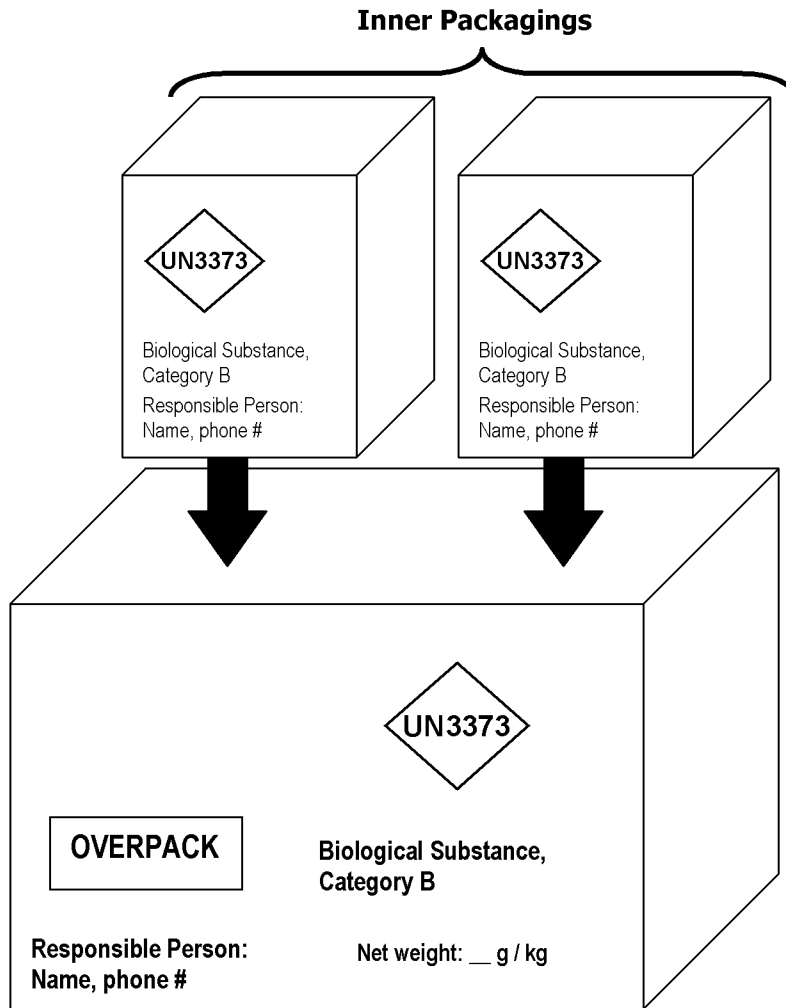 Inner Packagings
UN3373
Biological Substance,
Category B
Responsible Person:
Name, phone #
UN3373
Biological Substance,
Category B
Responsible Person:
Name, phone #
UN3373
OVERPACK
Biological Substance,
Category B
Responsible Person:
Name, phone #
Net weight: __ g / kg